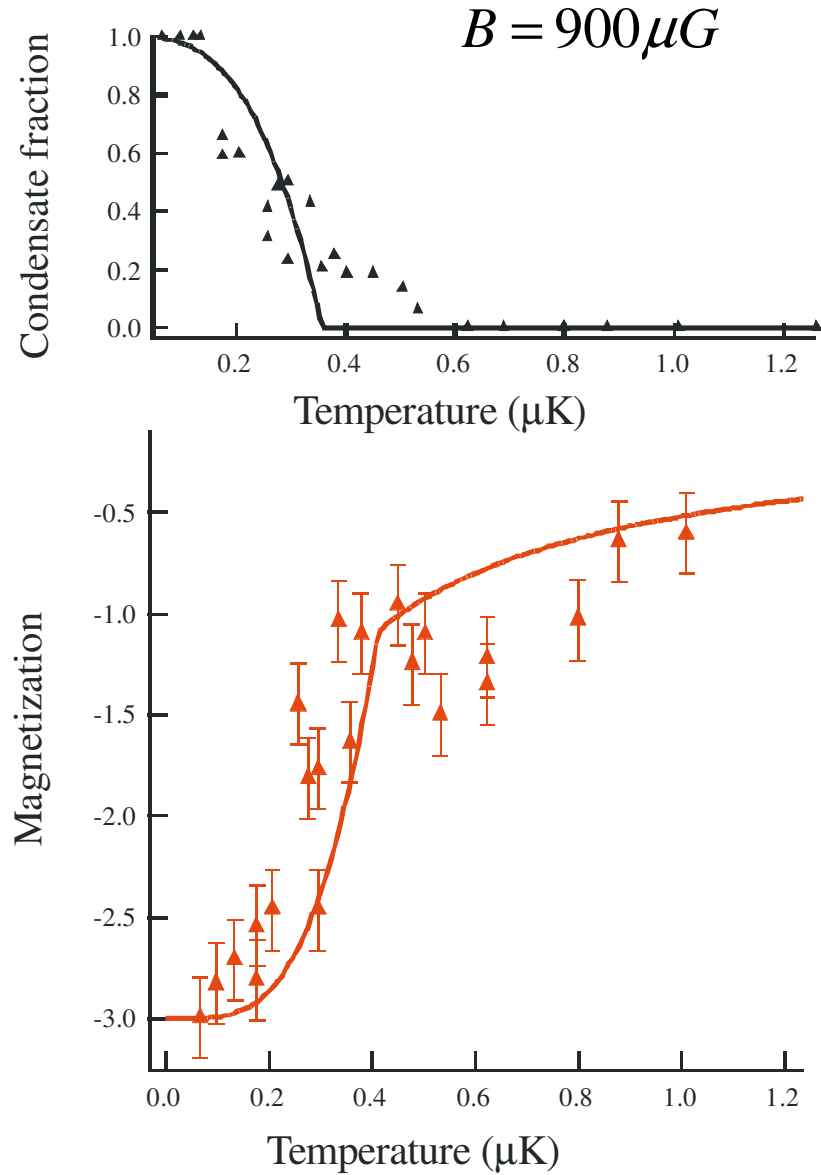 B = 900 μG
Condensate fraction
1.0
0.8
0.6
0.4
0.2
0.0
0.2 0.4 0.6 0.8 1.0 1.2
Temperature (μK)
Magnetization
-0.5
-1.0
-1.5
-2.0
-2.5
-3.0
0.0 0.2 0.4 0.6 0.8 1.0 1.2
Temperature (μK)